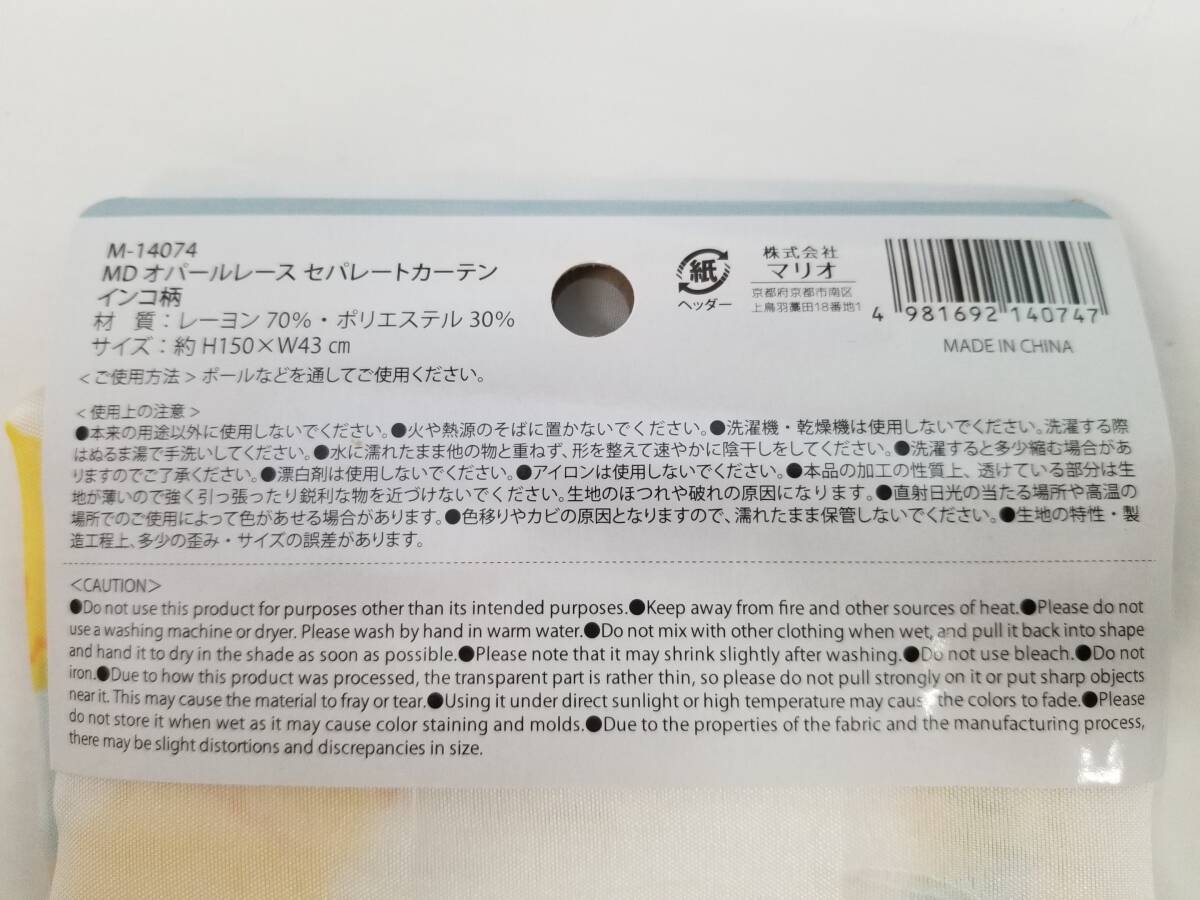 M-14074
MD オパールレース セパレートカーテン
インコ柄
材 質：レーヨン 70%・ポリエステル 30%
サイズ：約 H150×W43 ㎝
＜ご使用方法＞ポールなどを通してご使用ください。
紙
ヘッダー
株式会社
マリオ
京都府京都市南区
上鳥羽藁田18番地1
4 981692 140747
MADE IN CHINA
＜使用上の注意＞
●本来の用途以外に使用しないでください。●火や熱源のそばに置かないでください。●洗濯機・乾燥機は使用しないでください。洗濯する際
はぬるま湯で手洗いしてください。●水に濡れたまま他の物と重ねず、形を整えて速やかに陰干しをしてください。●洗濯すると多少縮む場合があ
りますのでご了承ください。●漂白剤は使用しないでください。●アイロンは使用しないでください。●本品の加工の性質上、透けている部分は生
地が薄いので強く引っ張ったり鋭利な物を近づけないでください。生地のほつれや破れの原因になります。●直射日光の当たる場所や高温の
場所でのご使用によって色があせる場合があります。●色移りやカビの原因となりますので、濡れたまま保管しないでください。●生地の特性・製
造工程上、多少の歪み・サイズの誤差があります。
<CAUTION>
●Do not use this product for purposes other than its intended purposes.●Keep away from fire and other sources of heat.●Please do not
use a washing machine or dryer. Please wash by hand in warm water.●Do not mix with other clothing when wet, and pull it back into shape
and hand it to dry in the shade as soon as possible.●Please note that it may shrink slightly after washing.●Do not use bleach.●Do not
iron.●Due to how this product was processed, the transparent part is rather thin, so please do not pull strongly on it or put sharp objects
near it. This may cause the material to fray or tear.●Using it under direct sunlight or high temperature may cause the colors to fade.●Please
do not store it when wet as it may cause color staining and molds.●Due to the properties of the fabric and the manufacturing process,
there may be slight distortions and discrepancies in size.